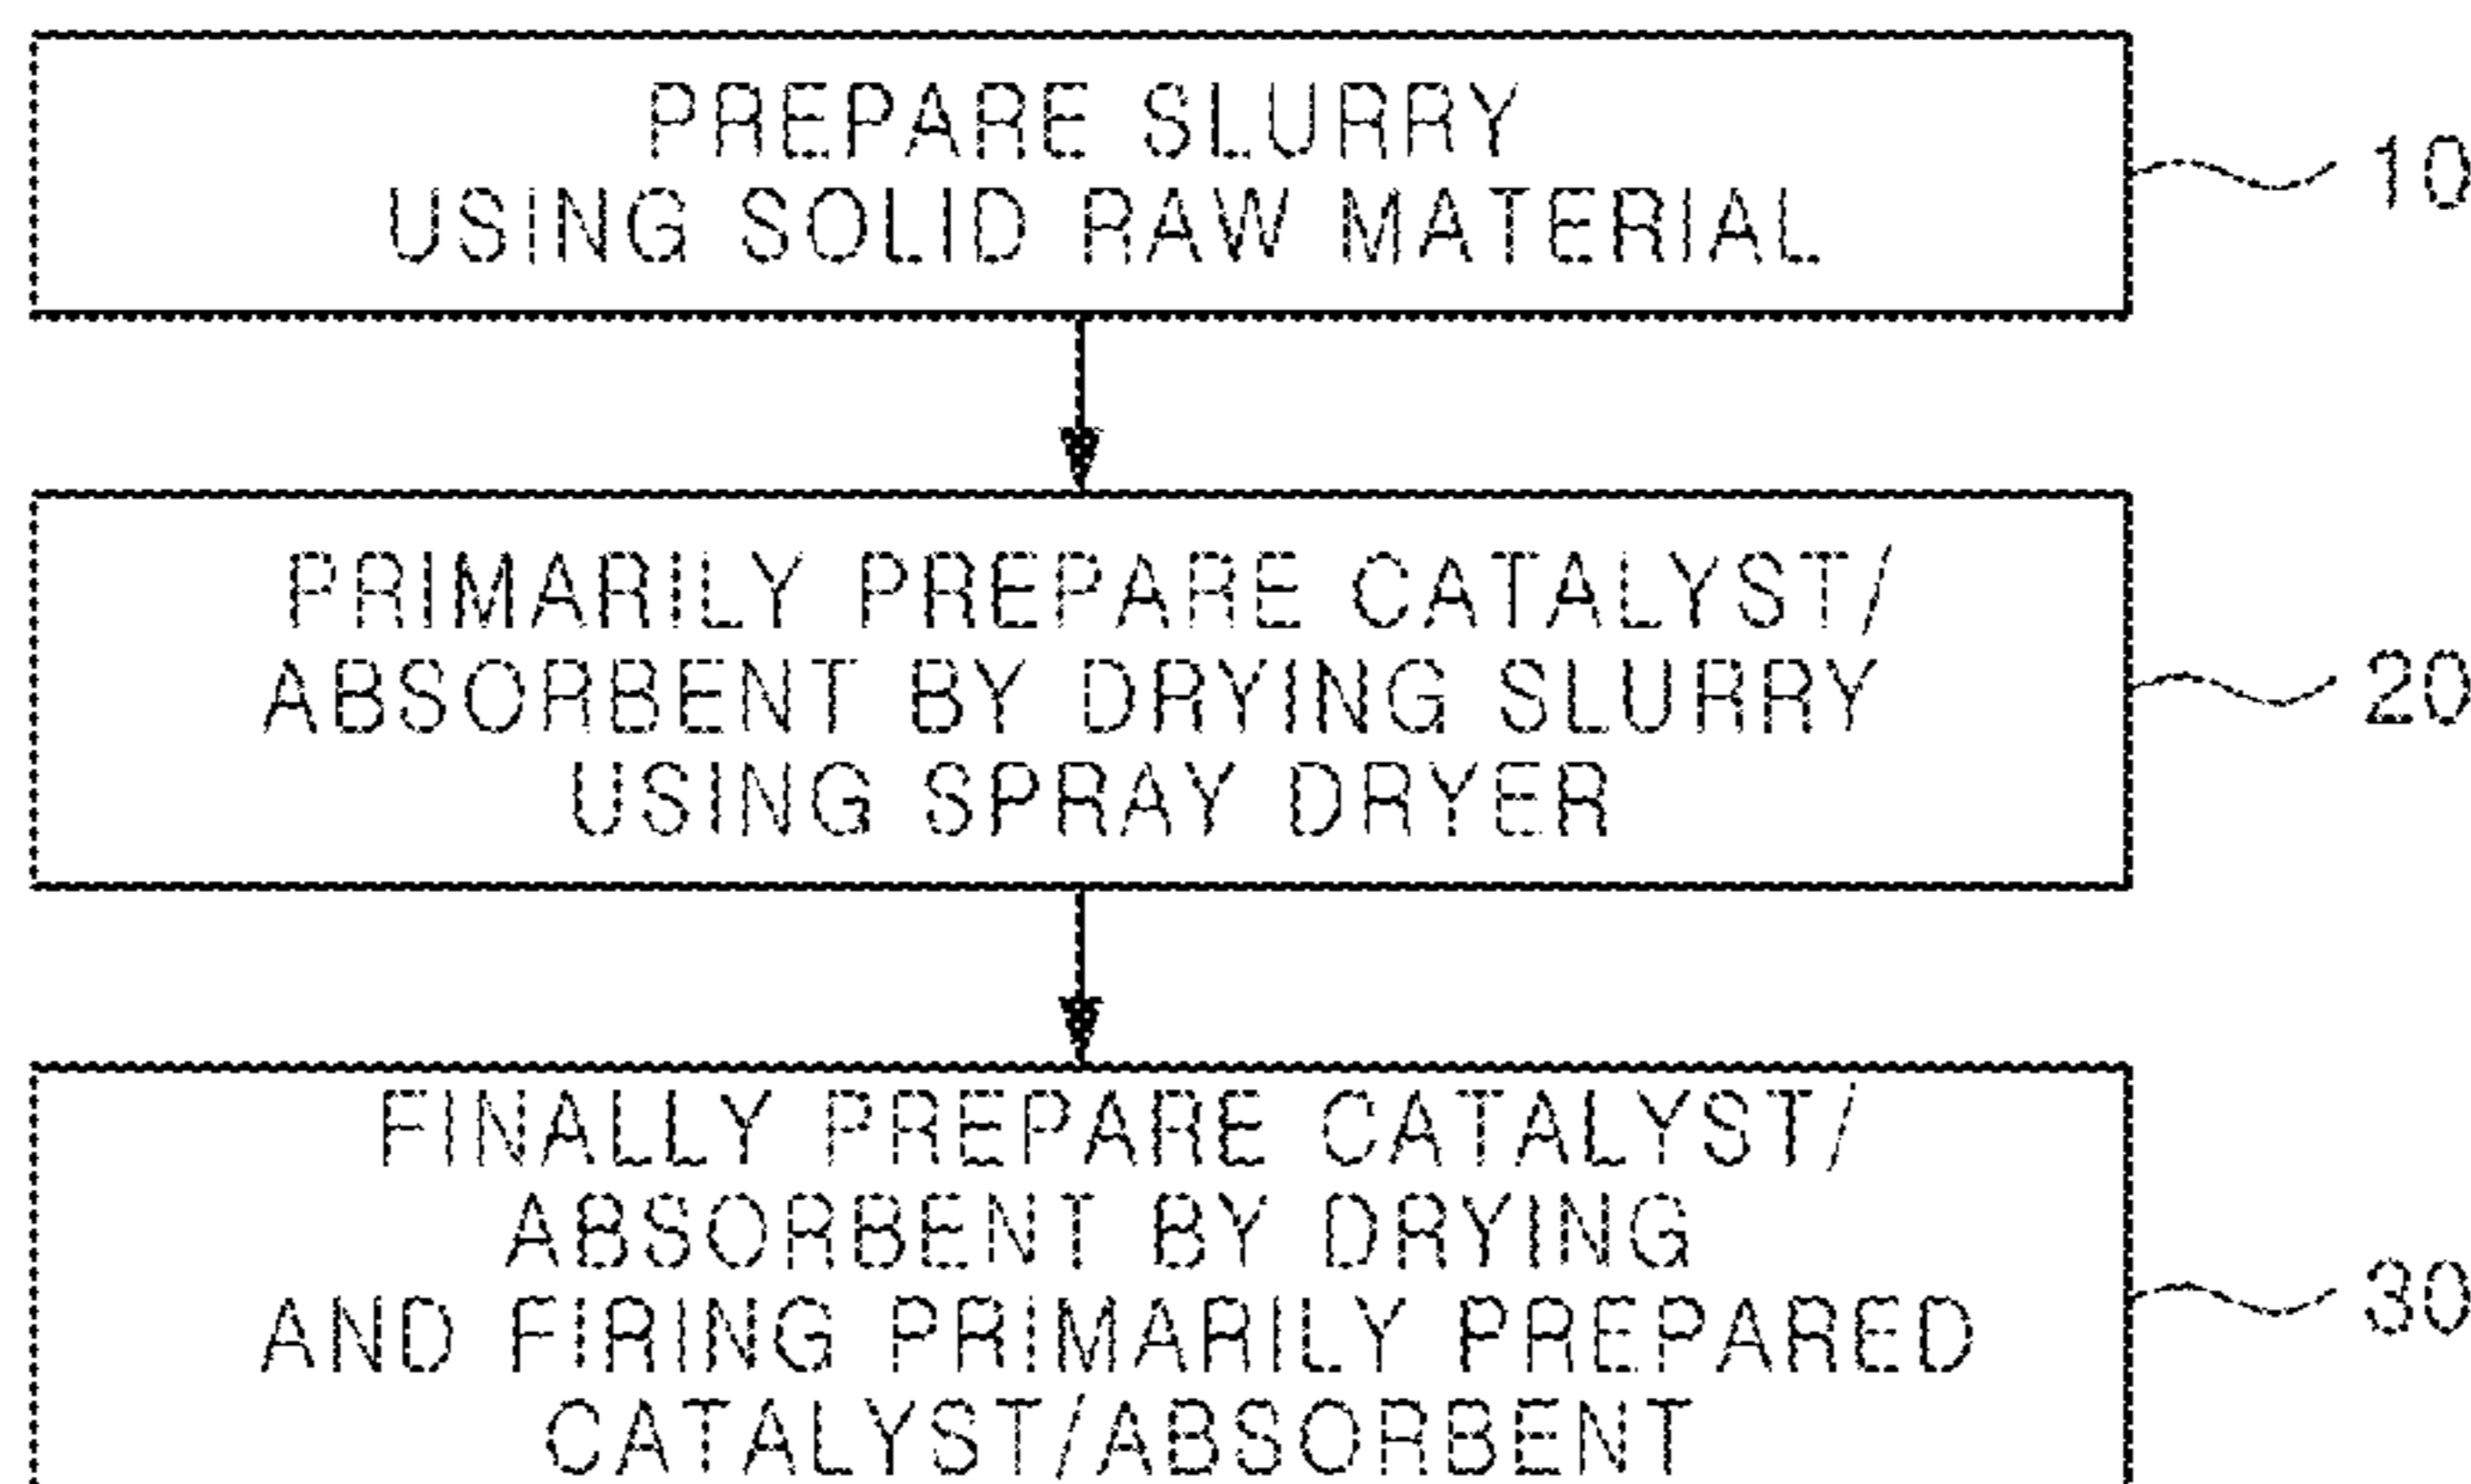 PREPARE SLURRY
USING SOLID RAW MATERIAL
10
PRIMARILY PREPARE CATALYST/
ABSORBENT BY DRYING SLURRY
USING SPRAY DRYER
20
FINALLY PREPARE CATALYST/
ABSORBENT BY DRYING
AND FIRING PRIMARILY PREPARED
CATALYST/ABSORBENT
30